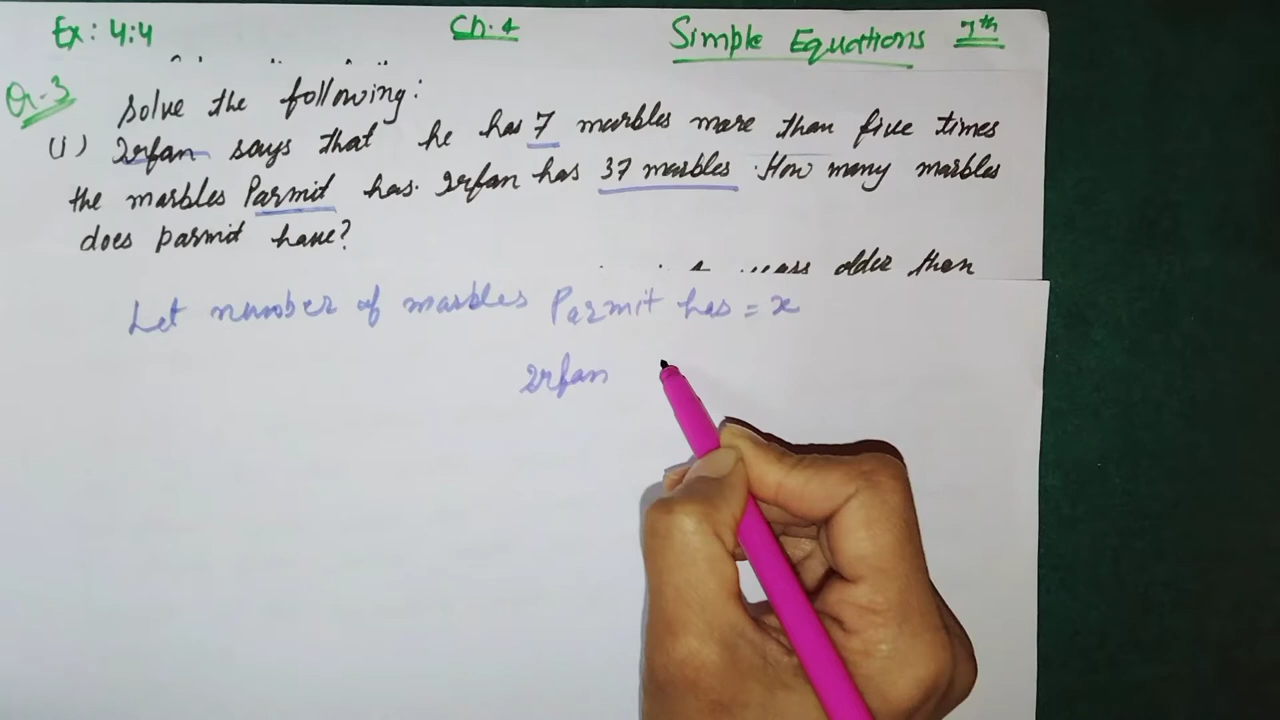 Ex: 4:4 Ch. 4 Simple Equations 7th
Q.3 Solve the following:
(i) Irfan says that he has 7 marbles more than five times
the marbles Parmit has. Irfan has 37 marbles. How many marbles
does parmit have?
older than
Let number of marbles Parmit has = x
Irfan